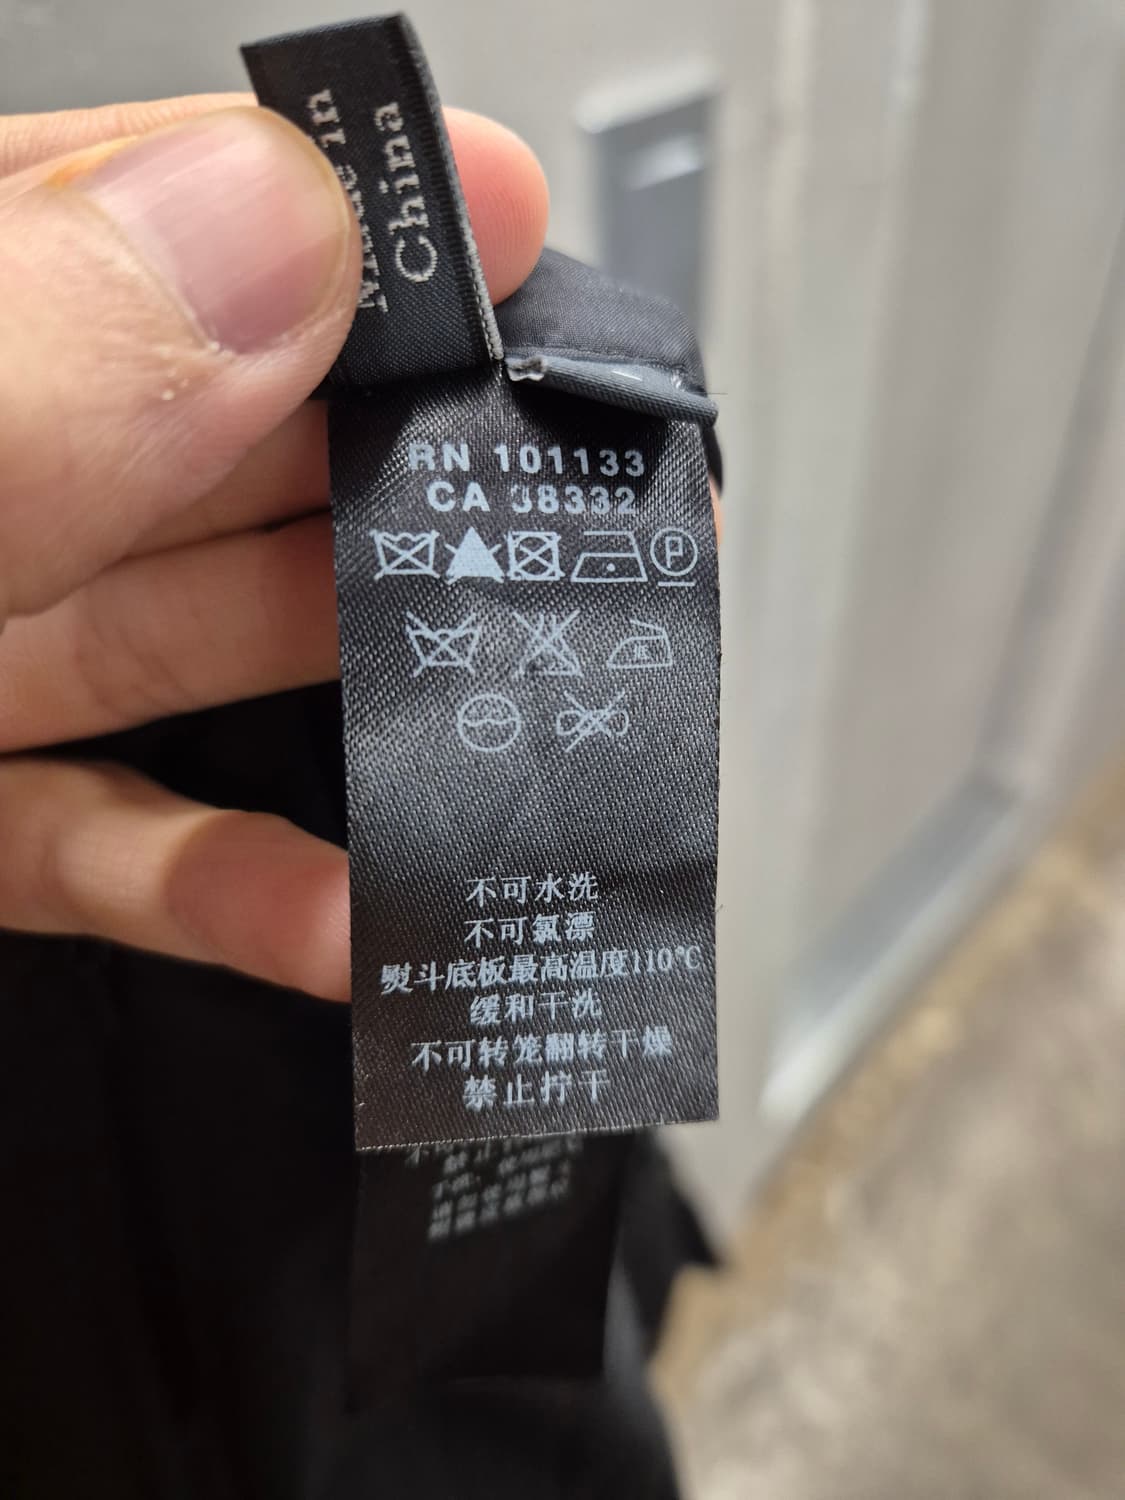 Made in
China
RN 101133
CA 38332
P
不可水洗
不可氯漂
熨斗底板最高温度110℃
缓和干洗
不可转笼翻转干燥
禁止拧干